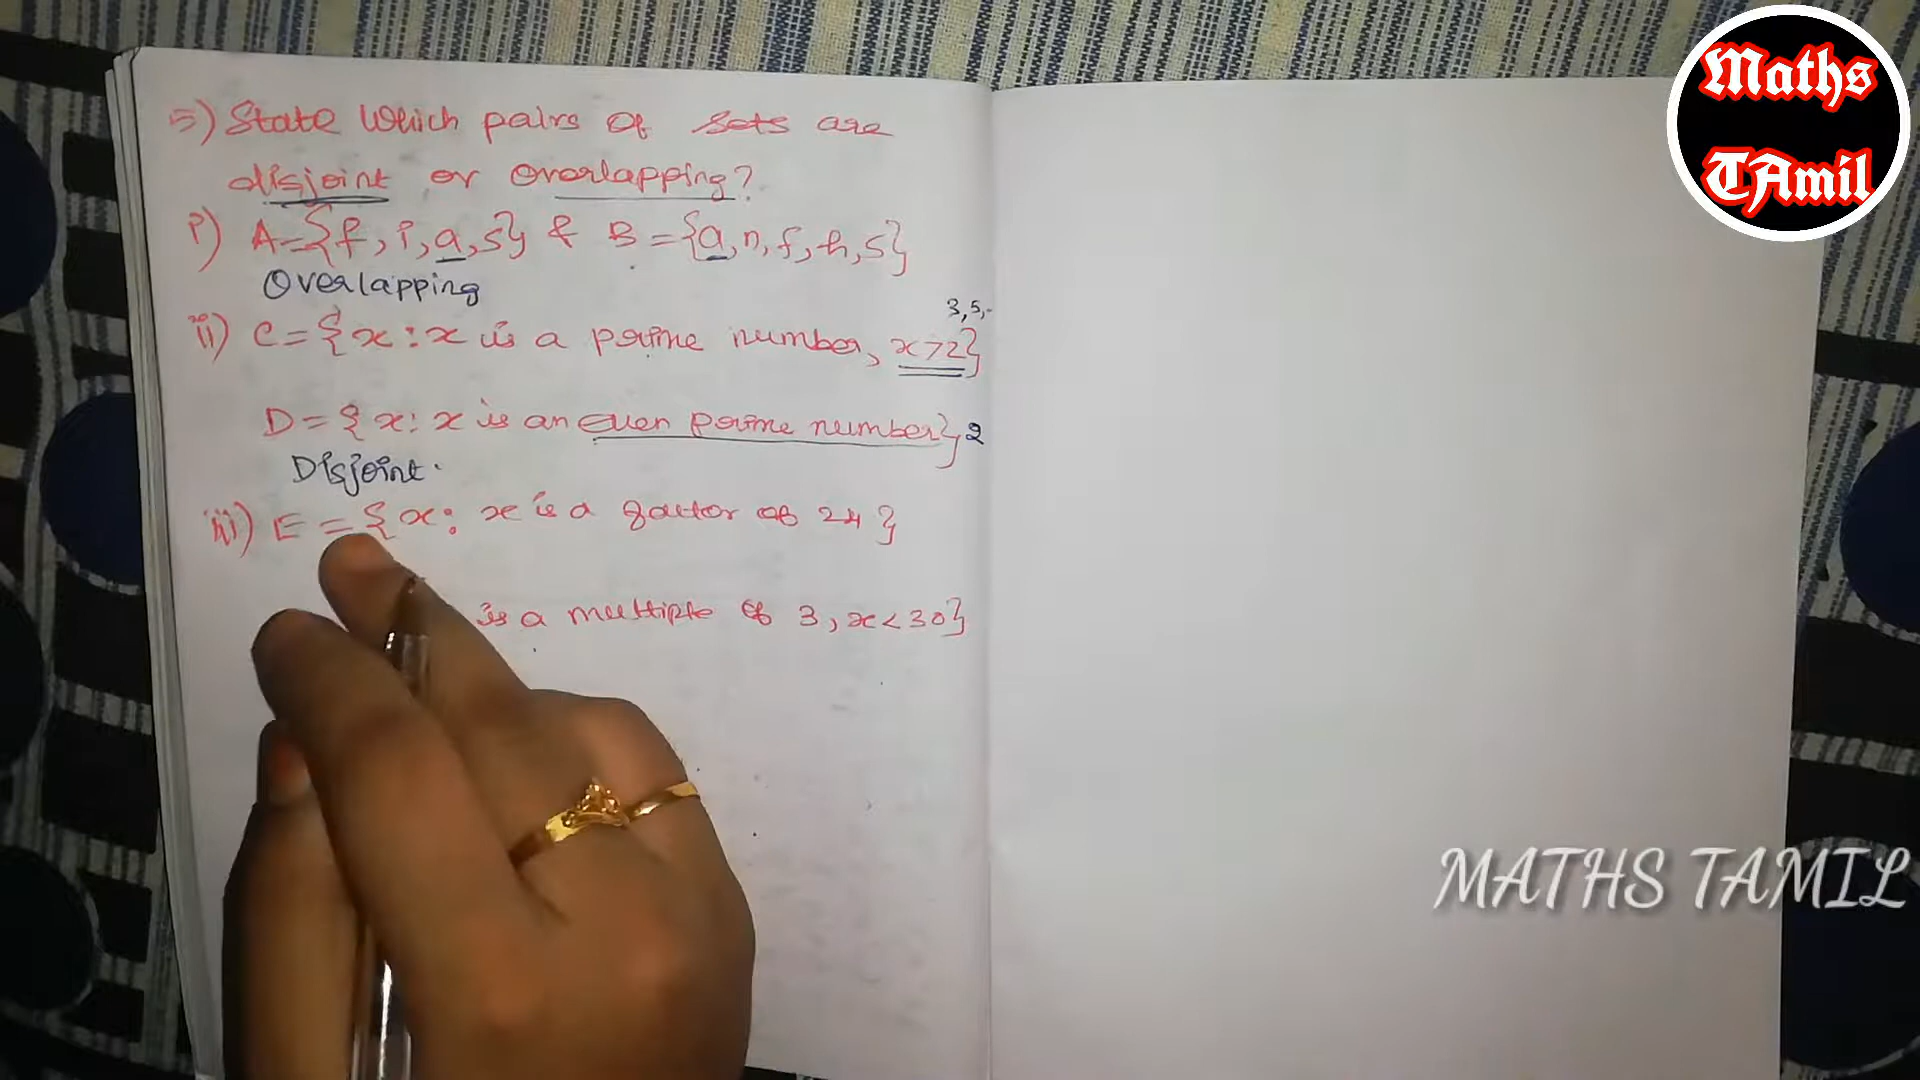 5) State which pairs of sets are
disjoint or overlapping?
i) A={f, i, a, s} & B={a, n, f, h, s}
Overlapping
3, 5, -
ii) C={x: x is a prime number, x>2}
D={x: x is an even prime number} 2
Disjoint.
iii) E={x: x is a factor of 24}
is a multiple of 3, x<30}
Maths
TAmil
MATHS TAMIL